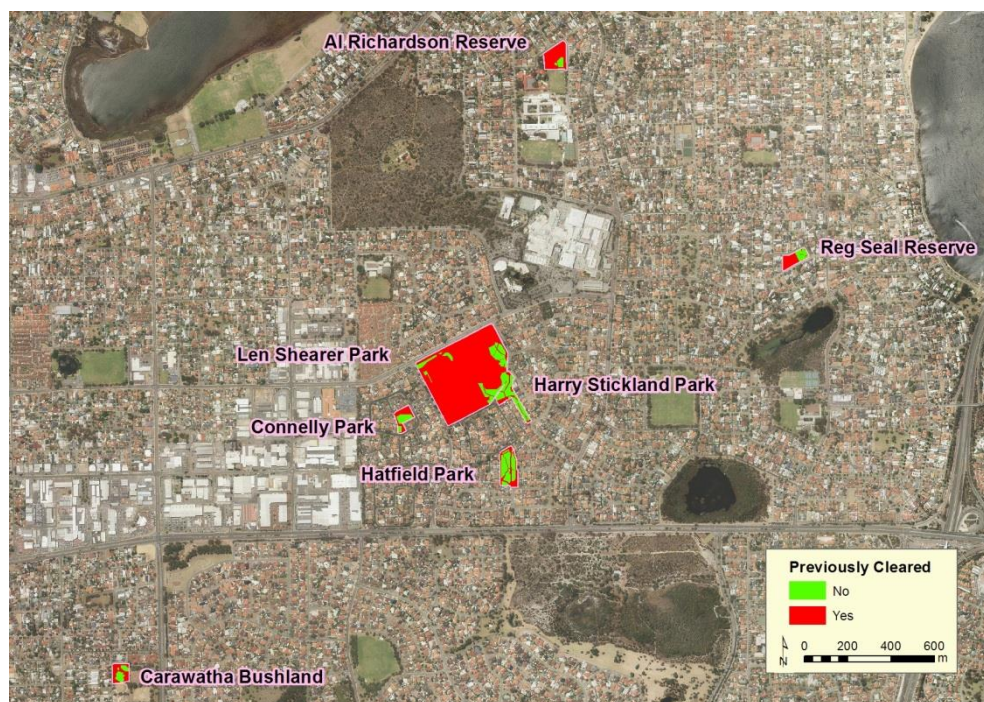 Al Richardson Reserve
Reg Seal Reserve
Len Shearer Park
Harry Stickland Park
Connelly Park
Hatfield Park
Carawatha Bushland
Previously Cleared
No
Yes
N
0 200 400 600
m